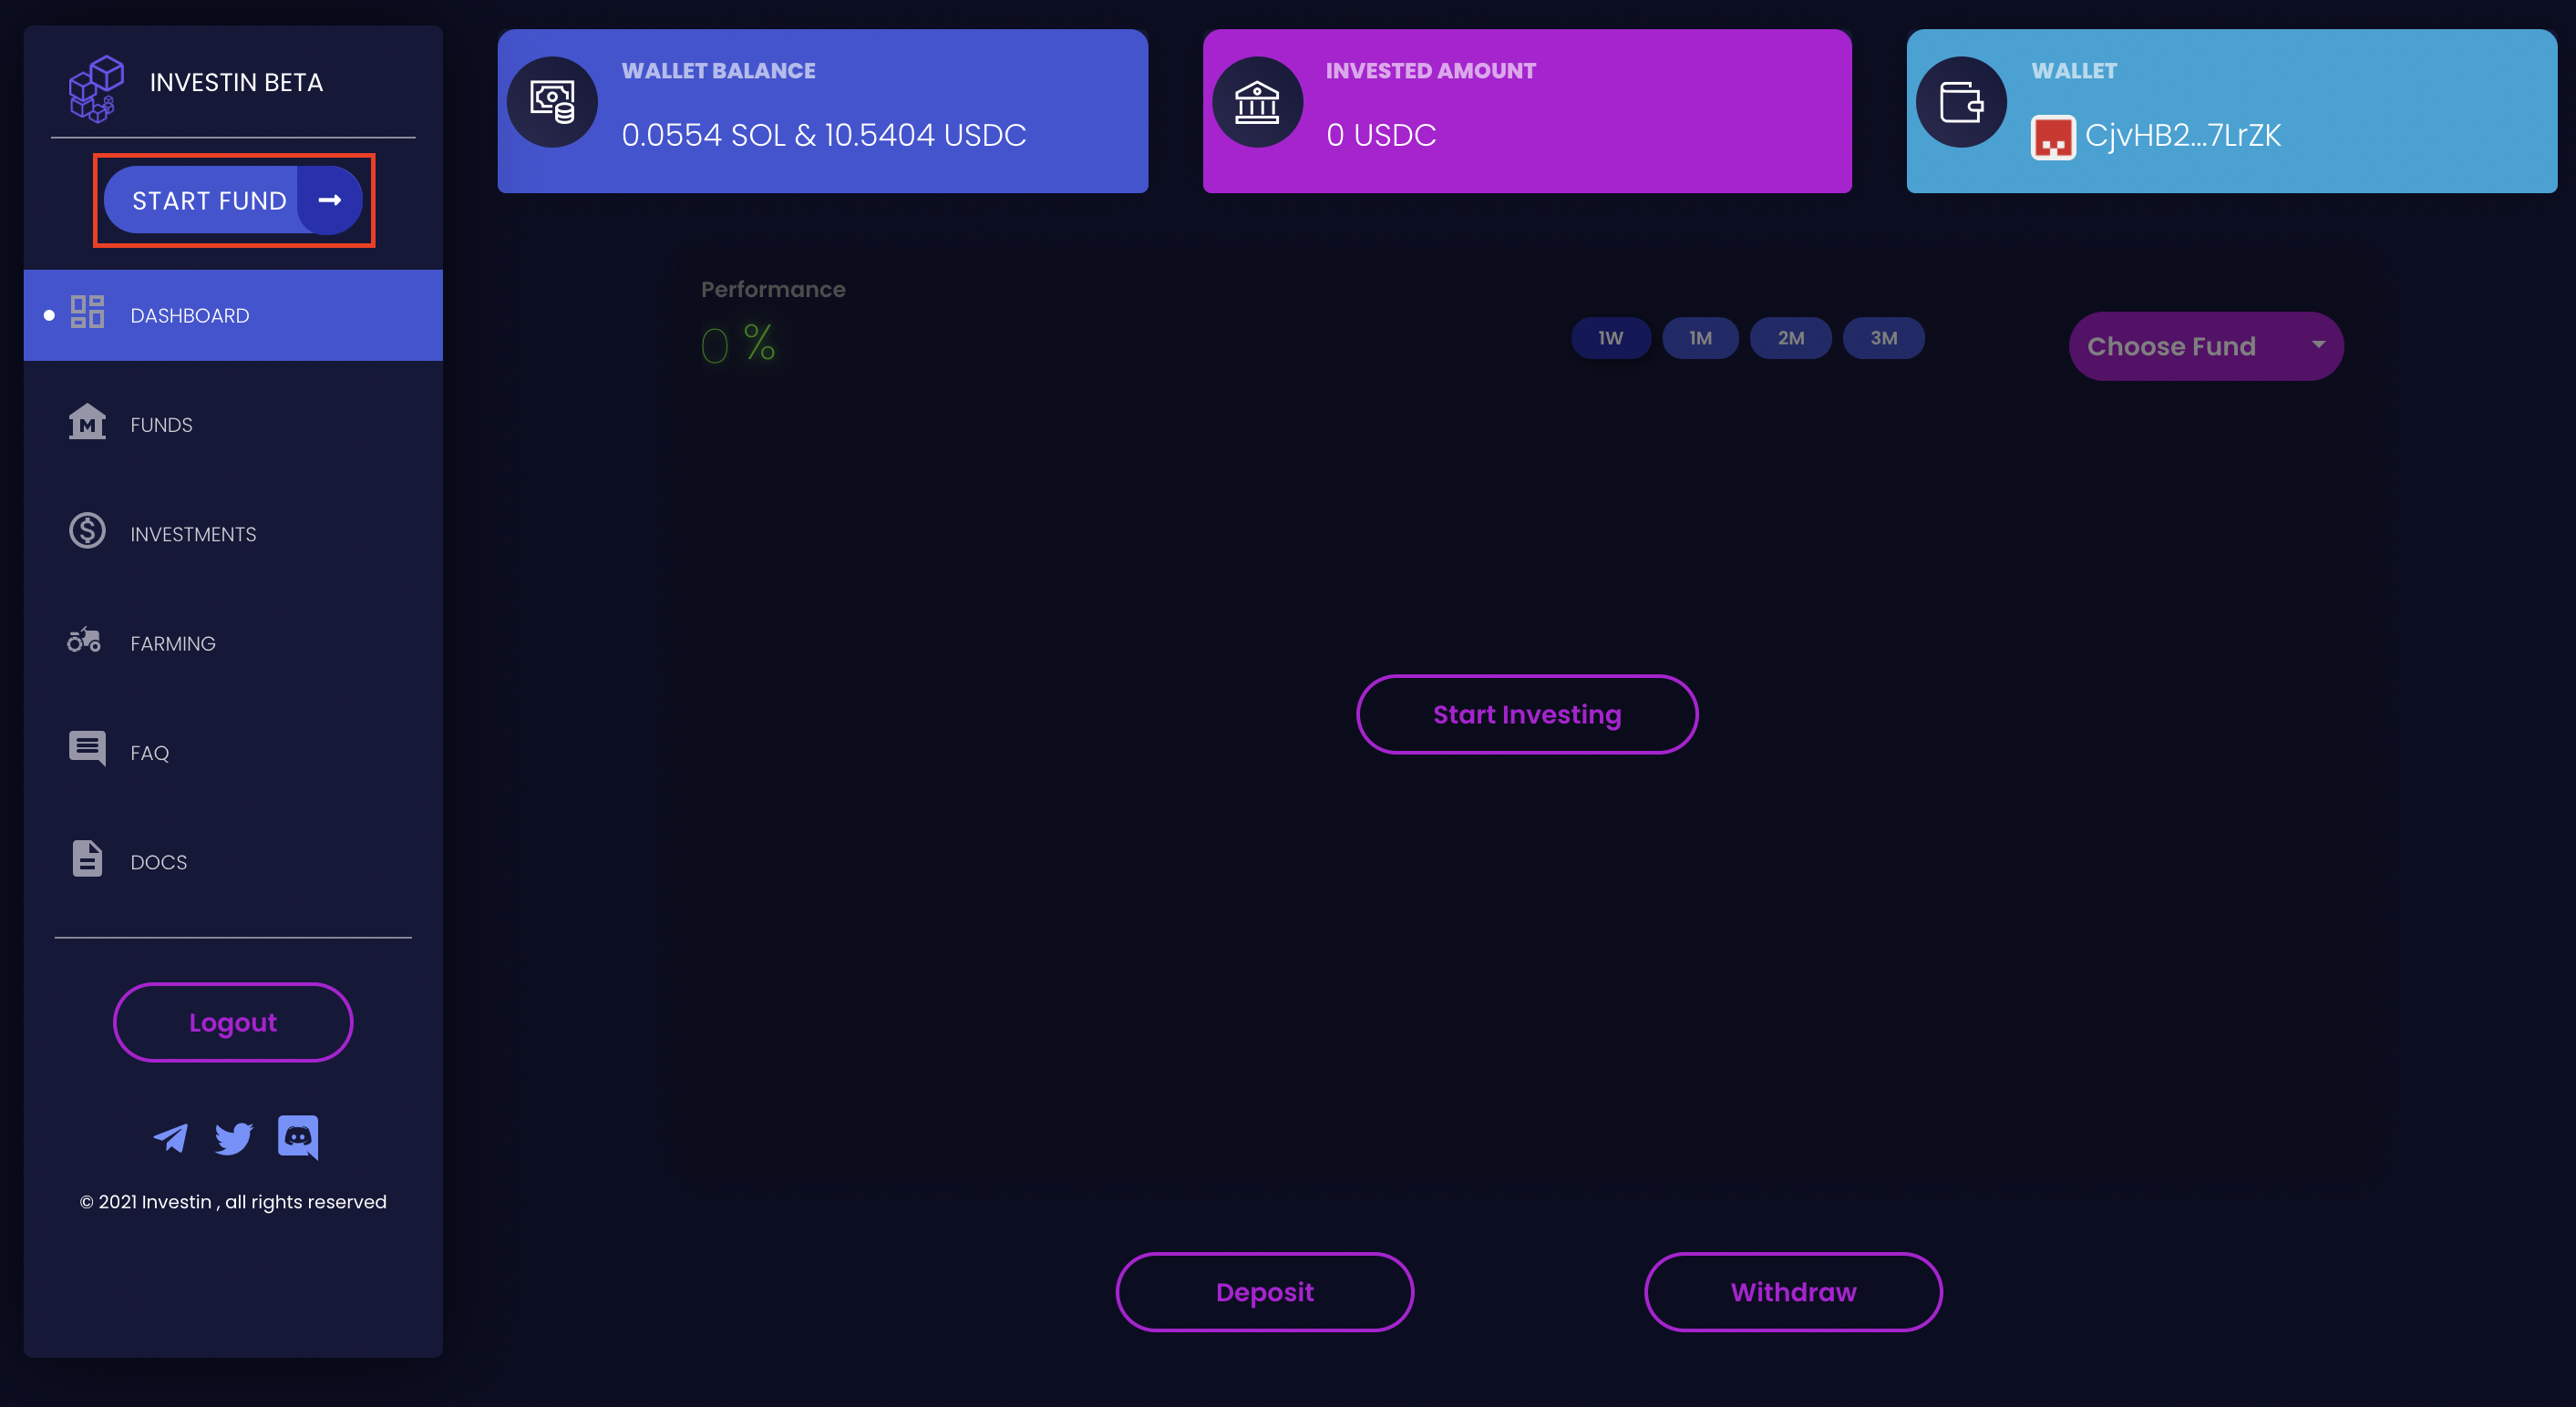 INVESTIN BETA
START FUND
DASHBOARD
FUNDS
INVESTMENTS
FARMING
FAQ
DOCS
Logout
© 2021 Investin , all rights reserved
WALLET BALANCE
0.0554 SOL & 10.5404 USDC
INVESTED AMOUNT
0 USDC
WALLET
CjvHB2...7LrZK
Performance
0 %
1W
1M
2M
3M
Choose Fund
Start Investing
Deposit
Withdraw